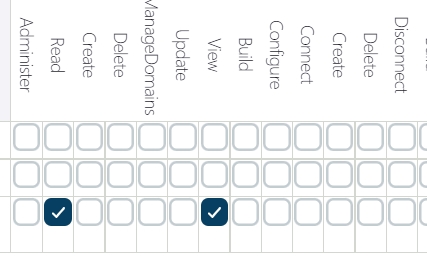 Administer
Read
Create
Delete
ManageDomains
Update
View
Build
Configure
Connect
Create
Delete
Disconnect